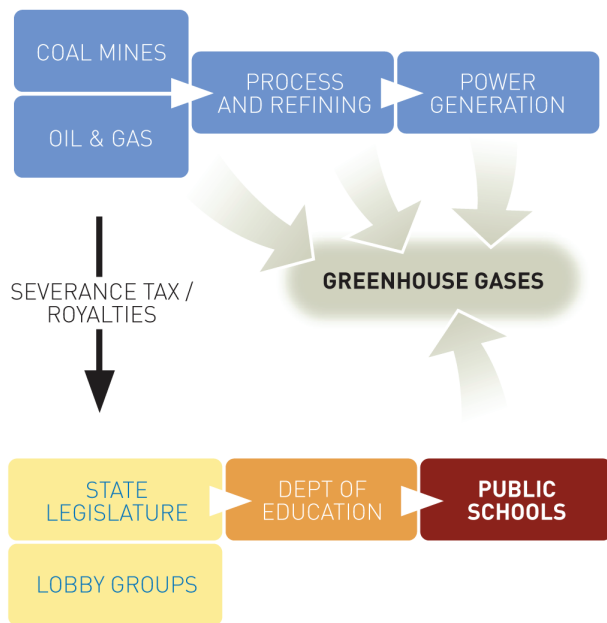 COAL MINES
OIL & GAS
PROCESS
AND REFINING
POWER
GENERATION
GREENHOUSE GASES
SEVERANCE TAX /
ROYALTIES
STATE
LEGISLATURE
LOBBY GROUPS
DEPT OF
EDUCATION
PUBLIC
SCHOOLS